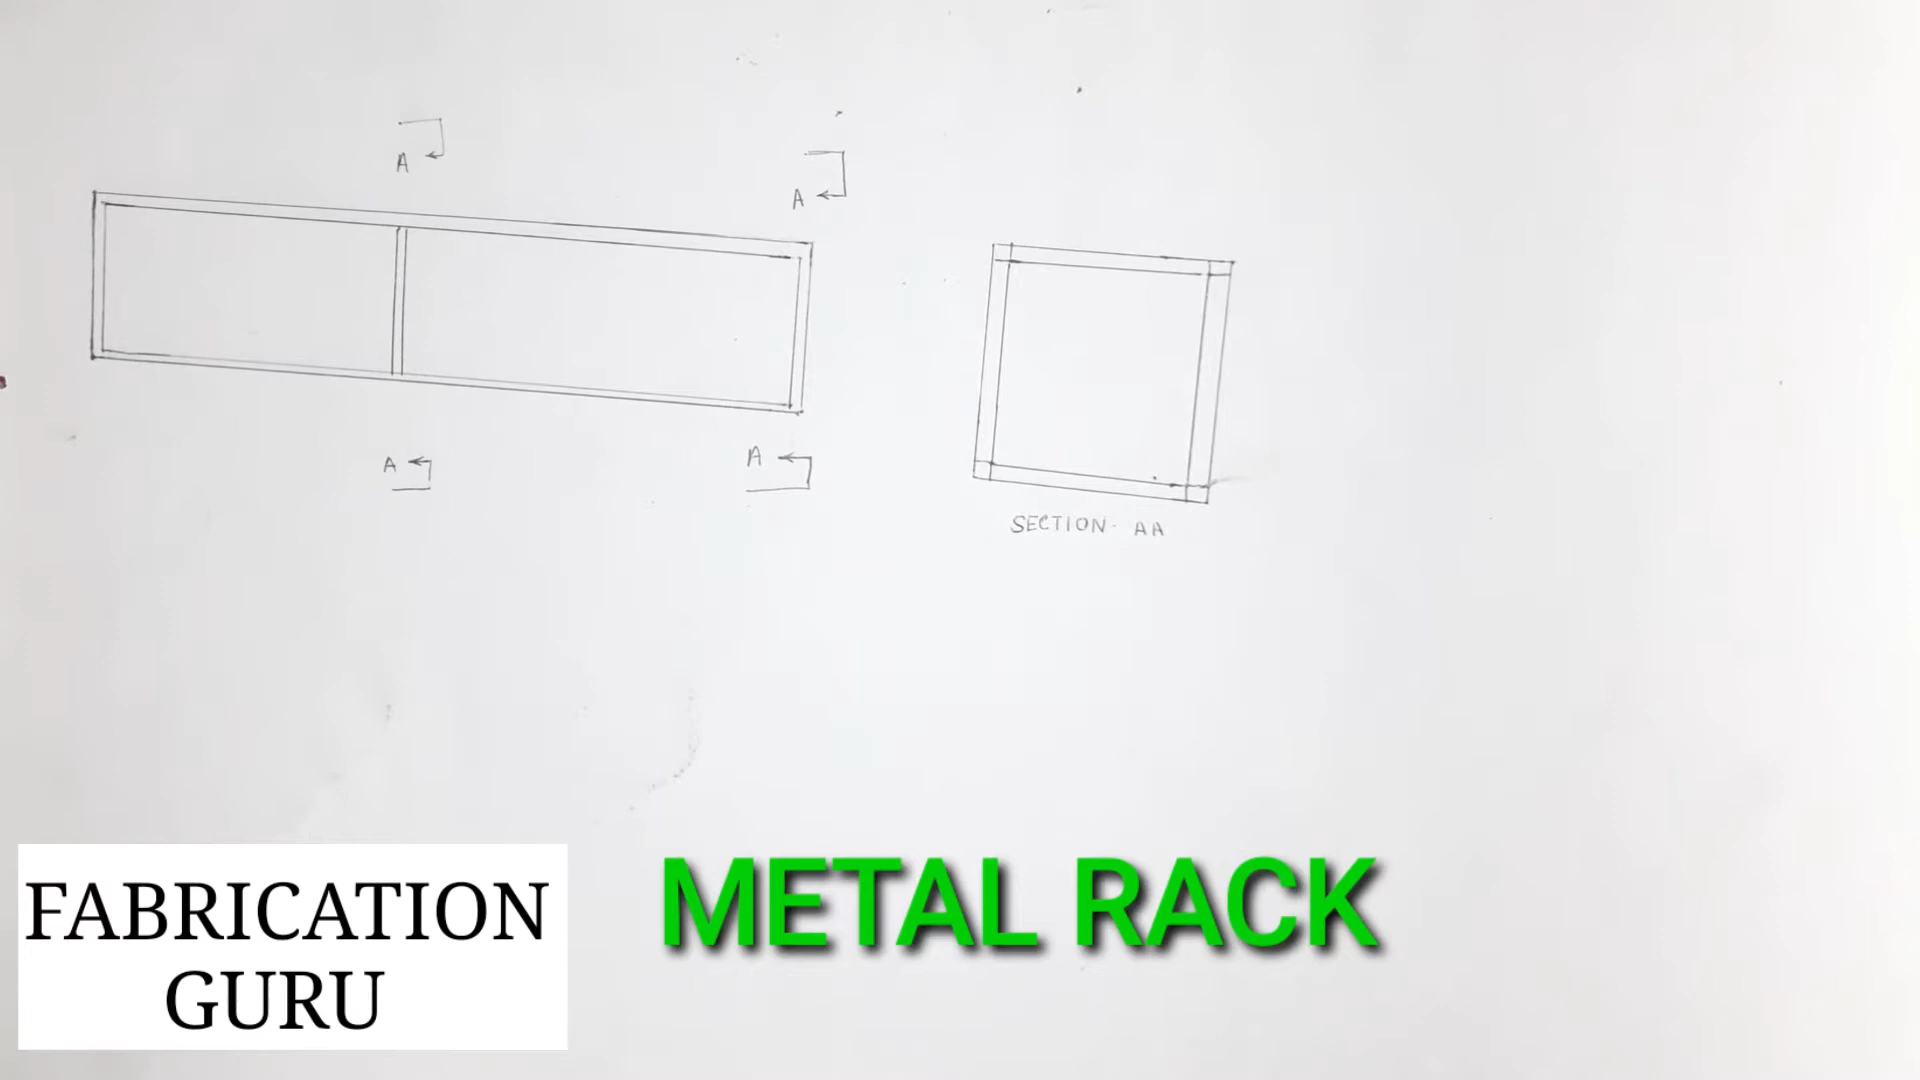 A
A
A
A
SECTION- AA
FABRICATION
GURU
METAL RACK